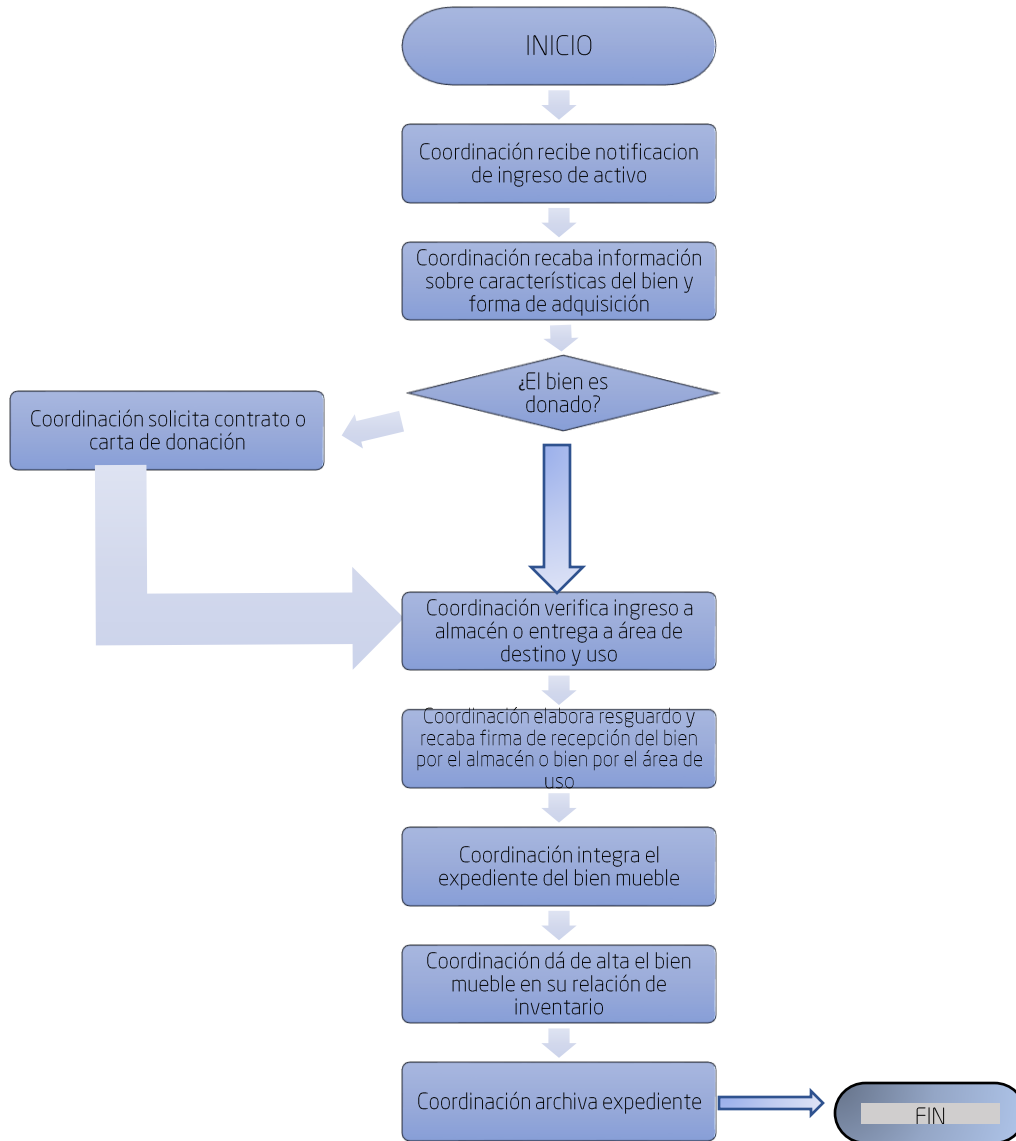 INICIO
Coordinación recibe notificacion
de ingreso de activo
Coordinación recaba información
sobre características del bien y
forma de adquisición
¿El bien es
donado?
Coordinación solicita contrato o
carta de donación
Coordinación verifica ingreso a
almacén o entrega a área de
destino y uso
Coordinación elabora resguardo y
recaba firma de recepción del bien
por el almacén o bien por el área de
uso
Coordinación integra el
expediente del bien mueble
Coordinación dá de alta el bien
mueble en su relación de
inventario
Coordinación archiva expediente
FIN